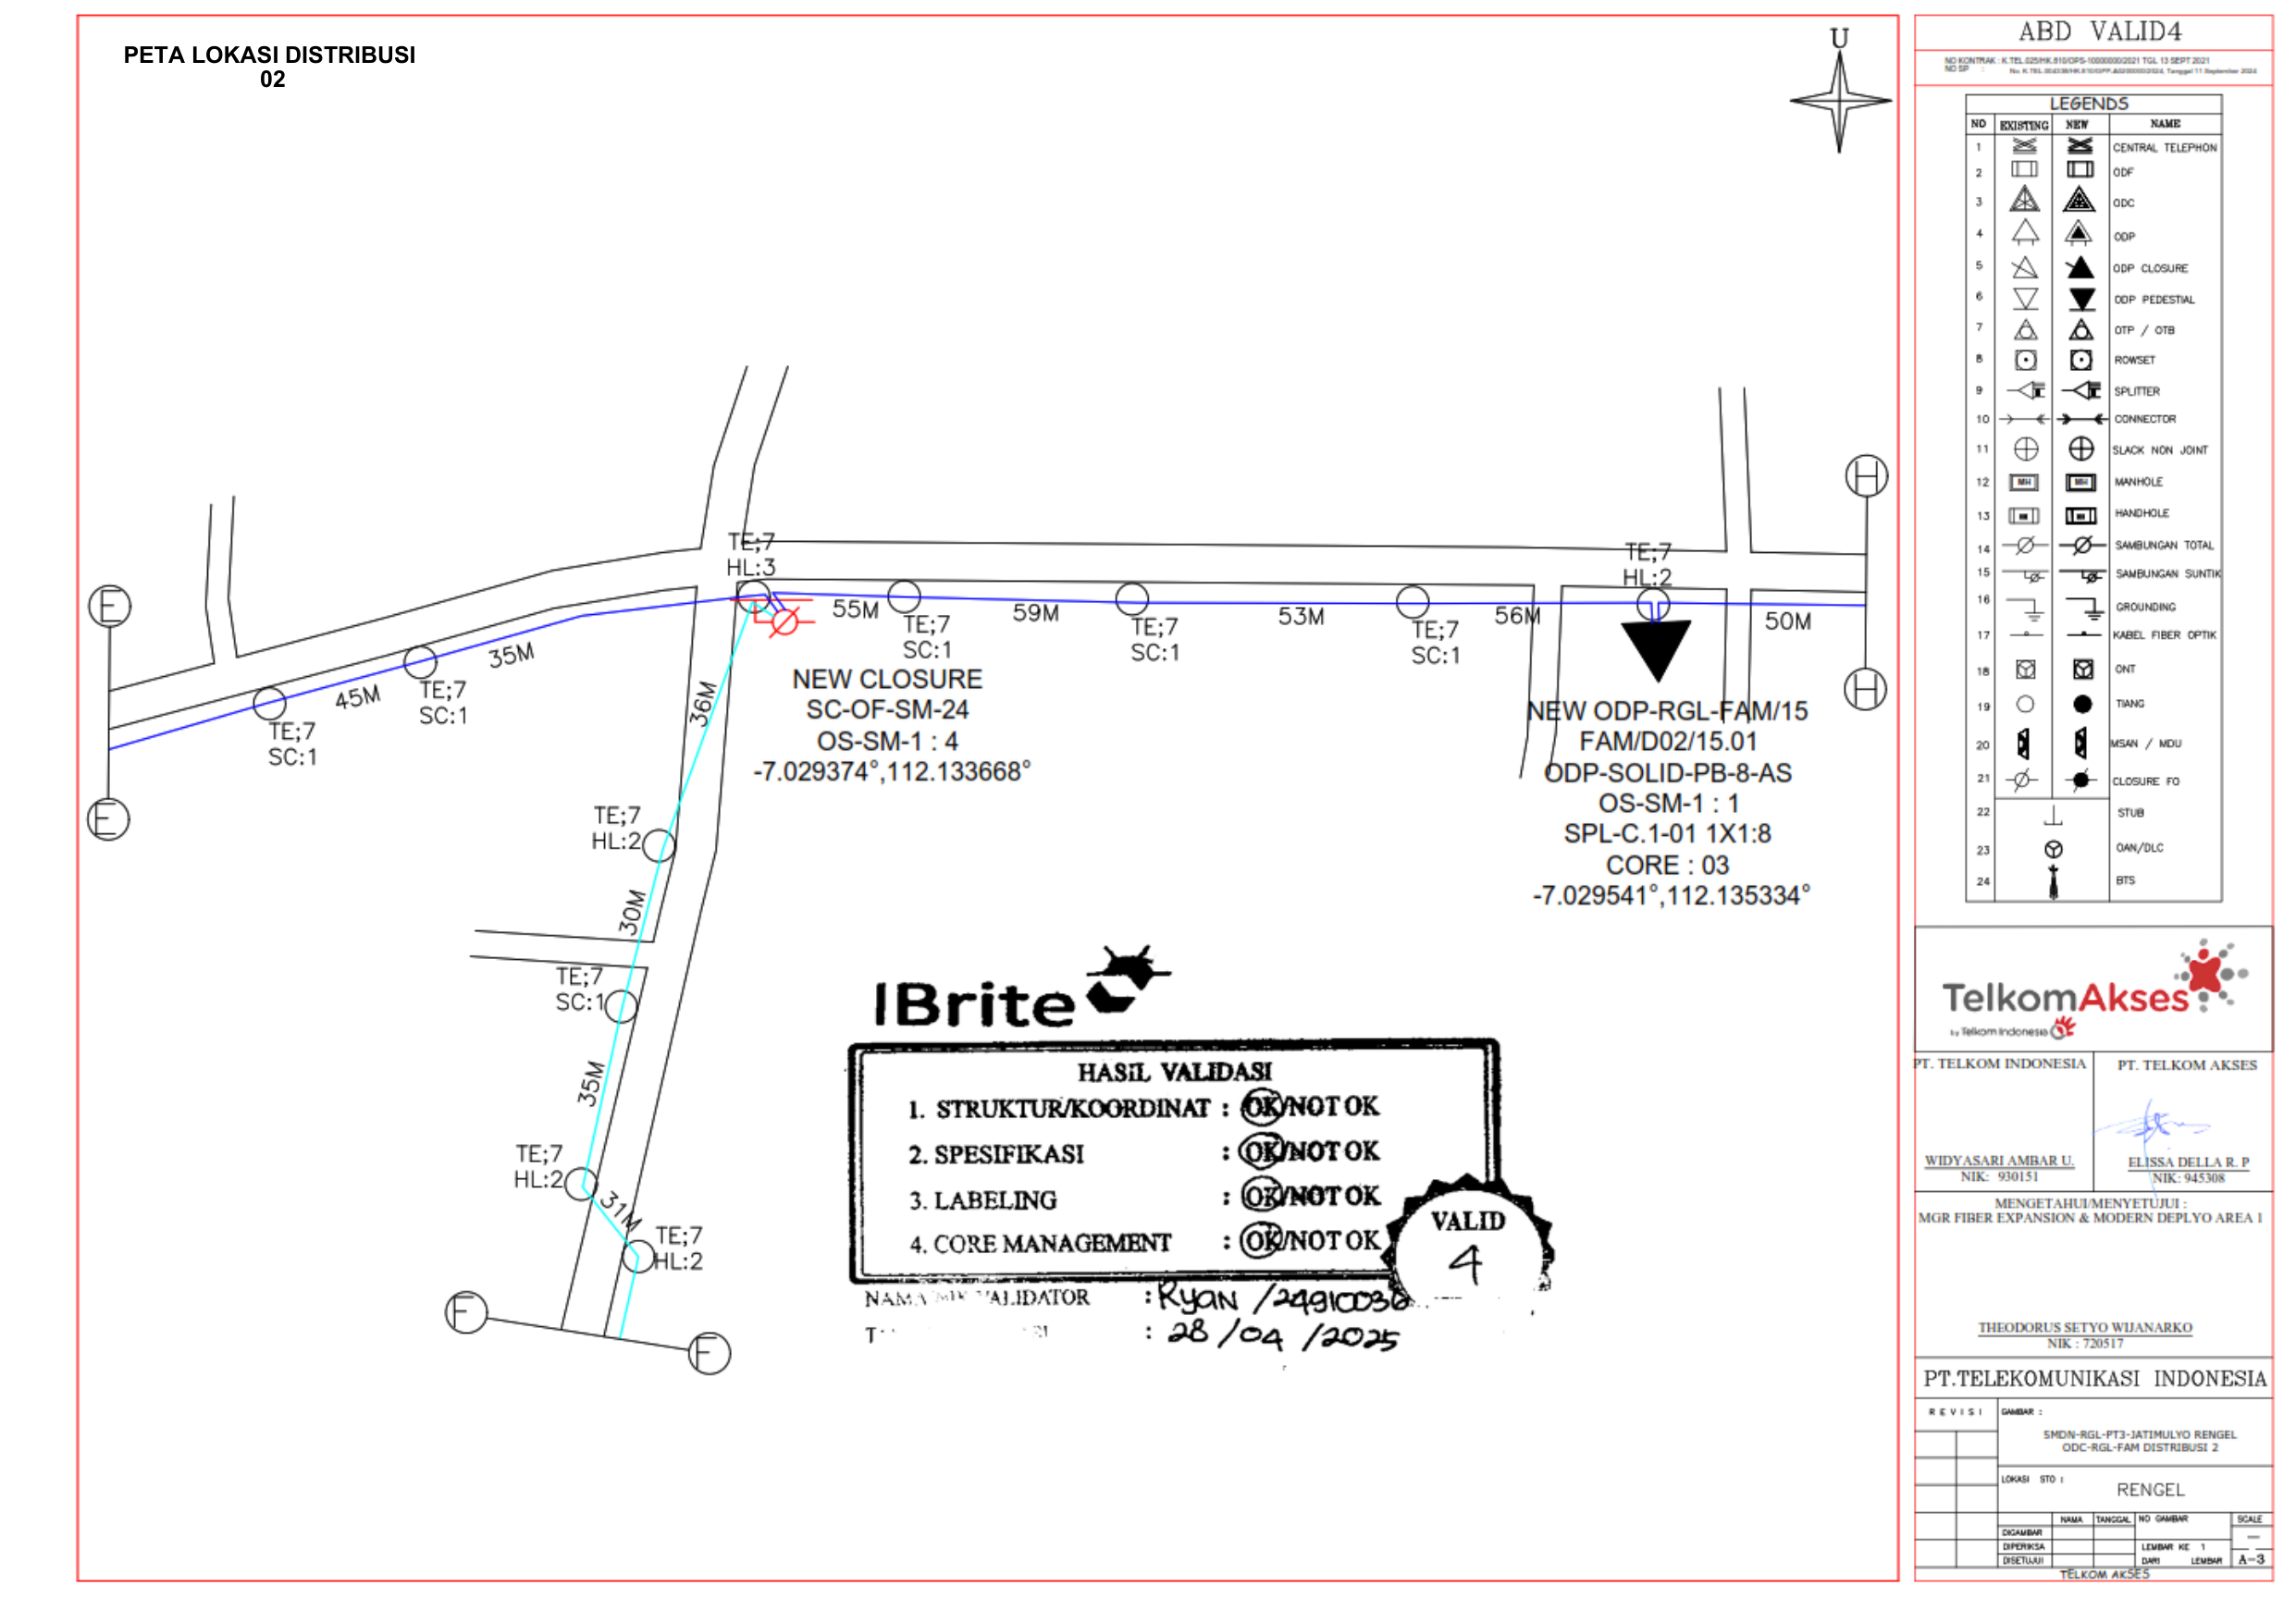 PETA LOKASI DISTRIBUSI
02
U
TE;7
HL:3
TE;7
HL:2
H
H
E
E
55M
TE;7
SC:1
59M
TE;7
SC:1
53M
TE;7
SC:1
56M
50M
35M
TE;7
SC:1
45M
TE;7
SC:1
36M
NEW CLOSURE
SC-OF-SM-24
OS-SM-1 : 4
-7.029374°,112.133668°
NEW ODP-RGL-FAM/15
FAM/D02/15.01
ODP-SOLID-PB-8-AS
OS-SM-1 : 1
SPL-C.1-01 1X1:8
CORE : 03
-7.029541°,112.135334°
TE;7
HL:2
30M
TE;7
SC:1
35M
TE;7
HL:2
31M
TE;7
HL:2
F
F
IBrite
HASIL VALIDASI
1. STRUKTUR/KOORDINAT : OK/NOT OK
2. SPESIFIKASI : OK/NOT OK
3. LABELING : OK/NOT OK
4. CORE MANAGEMENT : OK/NOT OK
VALID
4
NAMA VALIDATOR : Ryan /24910036
: 28/04/2025
ABD VALID4
NO KONTRAK : K.TEL.025/HK.810/OPS-10000000/2021 TGL 13 SEPT 2021
NO SP :
Tanggal 11 September 2024
LEGENDS
NO EXISTING NEW NAME
1 CENTRAL TELEPHON
2 ODF
3 ODC
4 ODP
5 ODP CLOSURE
6 ODP PEDESTIAL
7 OTP / OTB
8 ROWSET
9 SPLITTER
10 CONNECTOR
11 SLACK NON JOINT
12 MH MH MANHOLE
13 HANDHOLE
14 SAMBUNGAN TOTAL
15 SAMBUNGAN SUNTIK
16 GROUNDING
17 KABEL FIBER OPTIK
18 ONT
19 TIANG
20 MSAN / MDU
21 CLOSURE FO
22 STUB
23 OAN/DLC
24 BTS
TelkomAkses
by Telkom Indonesia
PT. TELKOM INDONESIA
PT. TELKOM AKSES
WIDYASARI AMBAR U.
NIK: 930151
ELISSA DELLA R. P
NIK: 945308
MENGETAHUI/MENYETUJUI :
MGR FIBER EXPANSION & MODERN DEPLYO AREA 1
THEODORUS SETYO WIJANARKO
NIK : 720517
PT.TELEKOMUNIKASI INDONESIA
REVISI
GAMBAR :
SMDN-RGL-PT3-JATIMULYO RENGEL
ODC-RGL-FAM DISTRIBUSI 2
LOKASI STO :
RENGEL
NAMA TANGGAL NO GAMBAR SCALE
DIGAMBAR
DIPERIKSA LEMBAR KE 1
DISETUJUI DARI LEMBAR A-3
TELKOM AKSES